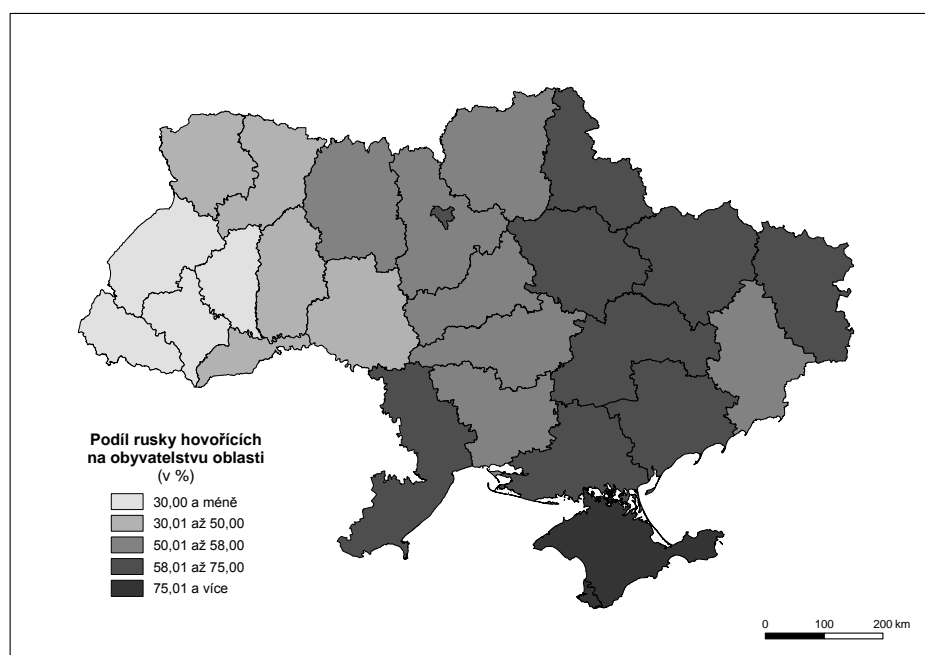 Podíl rusky hovořících
na obyvatelstvu oblasti
(v %)
30,00 a méně
30,01 až 50,00
50,01 až 58,00
58,01 až 75,00
75,01 a více
0 100 200 km